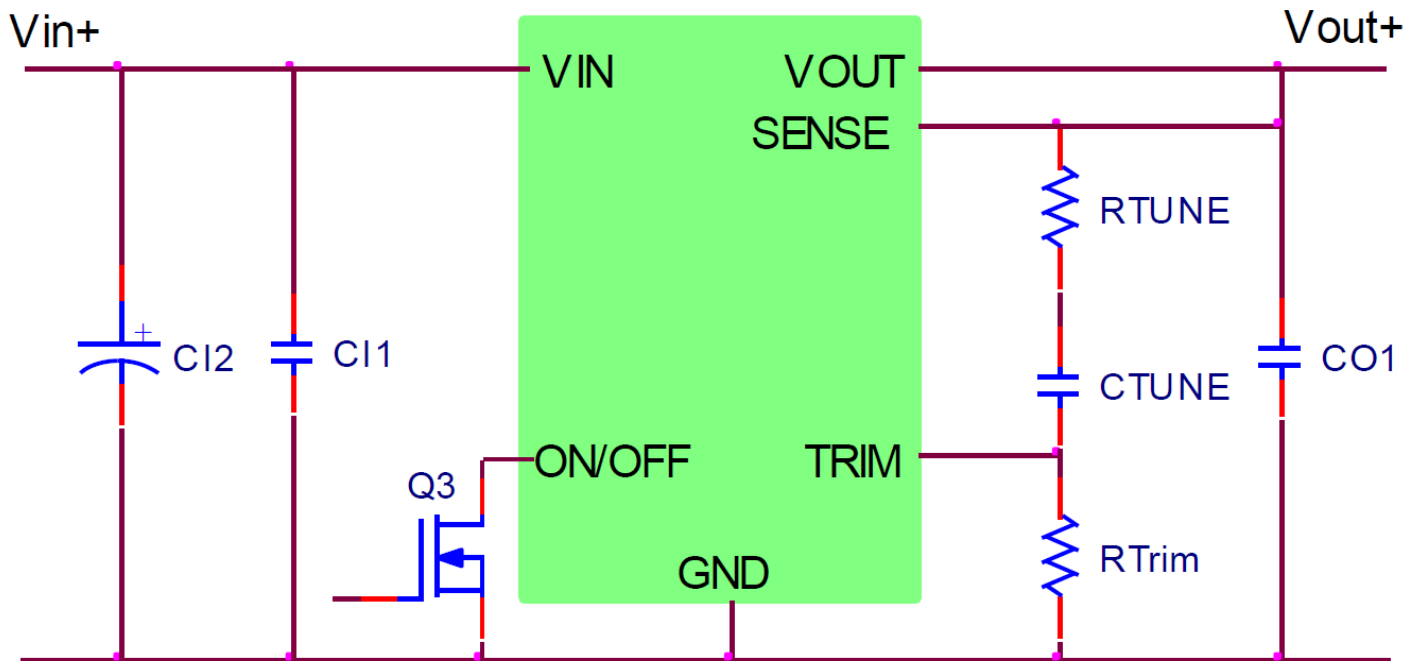 Vin+
Vout+
VIN
VOUT
SENSE
RTUNE
+
CI2
CI1
CTUNE
CO1
ON/OFF
TRIM
Q3
RTrim
GND